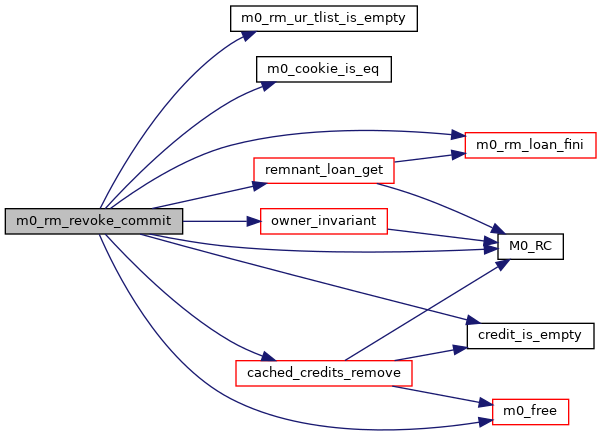 m0_rm_ur_tlist_is_empty
m0_cookie_is_eq
m0_rm_loan_fini
remnant_loan_get
m0_rm_revoke_commit
owner_invariant
M0_RC
credit_is_empty
cached_credits_remove
m0_free